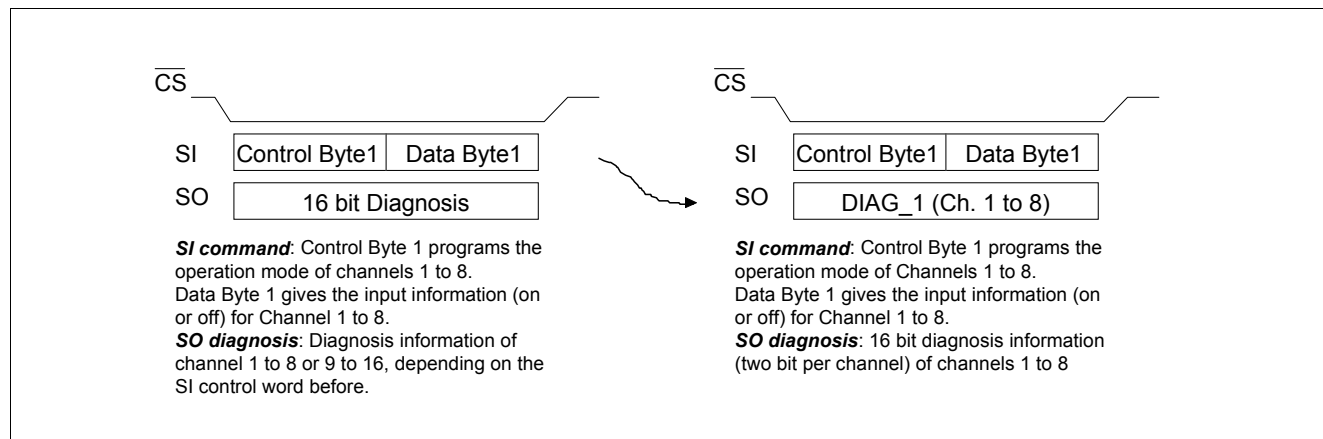 CS
SI Control Byte1 Data Byte1
SO 16 bit Diagnosis
SI command: Control Byte 1 programs the
operation mode of channels 1 to 8.
Data Byte 1 gives the input information (on
or off) for Channel 1 to 8.
SO diagnosis: Diagnosis information of
channel 1 to 8 or 9 to 16, depending on the
SI control word before.
CS
SI Control Byte1 Data Byte1
SO DIAG_1 (Ch. 1 to 8)
SI command: Control Byte 1 programs the
operation mode of Channels 1 to 8.
Data Byte 1 gives the input information (on
or off) for Channel 1 to 8.
SO diagnosis: 16 bit diagnosis information
(two bit per channel) of channels 1 to 8